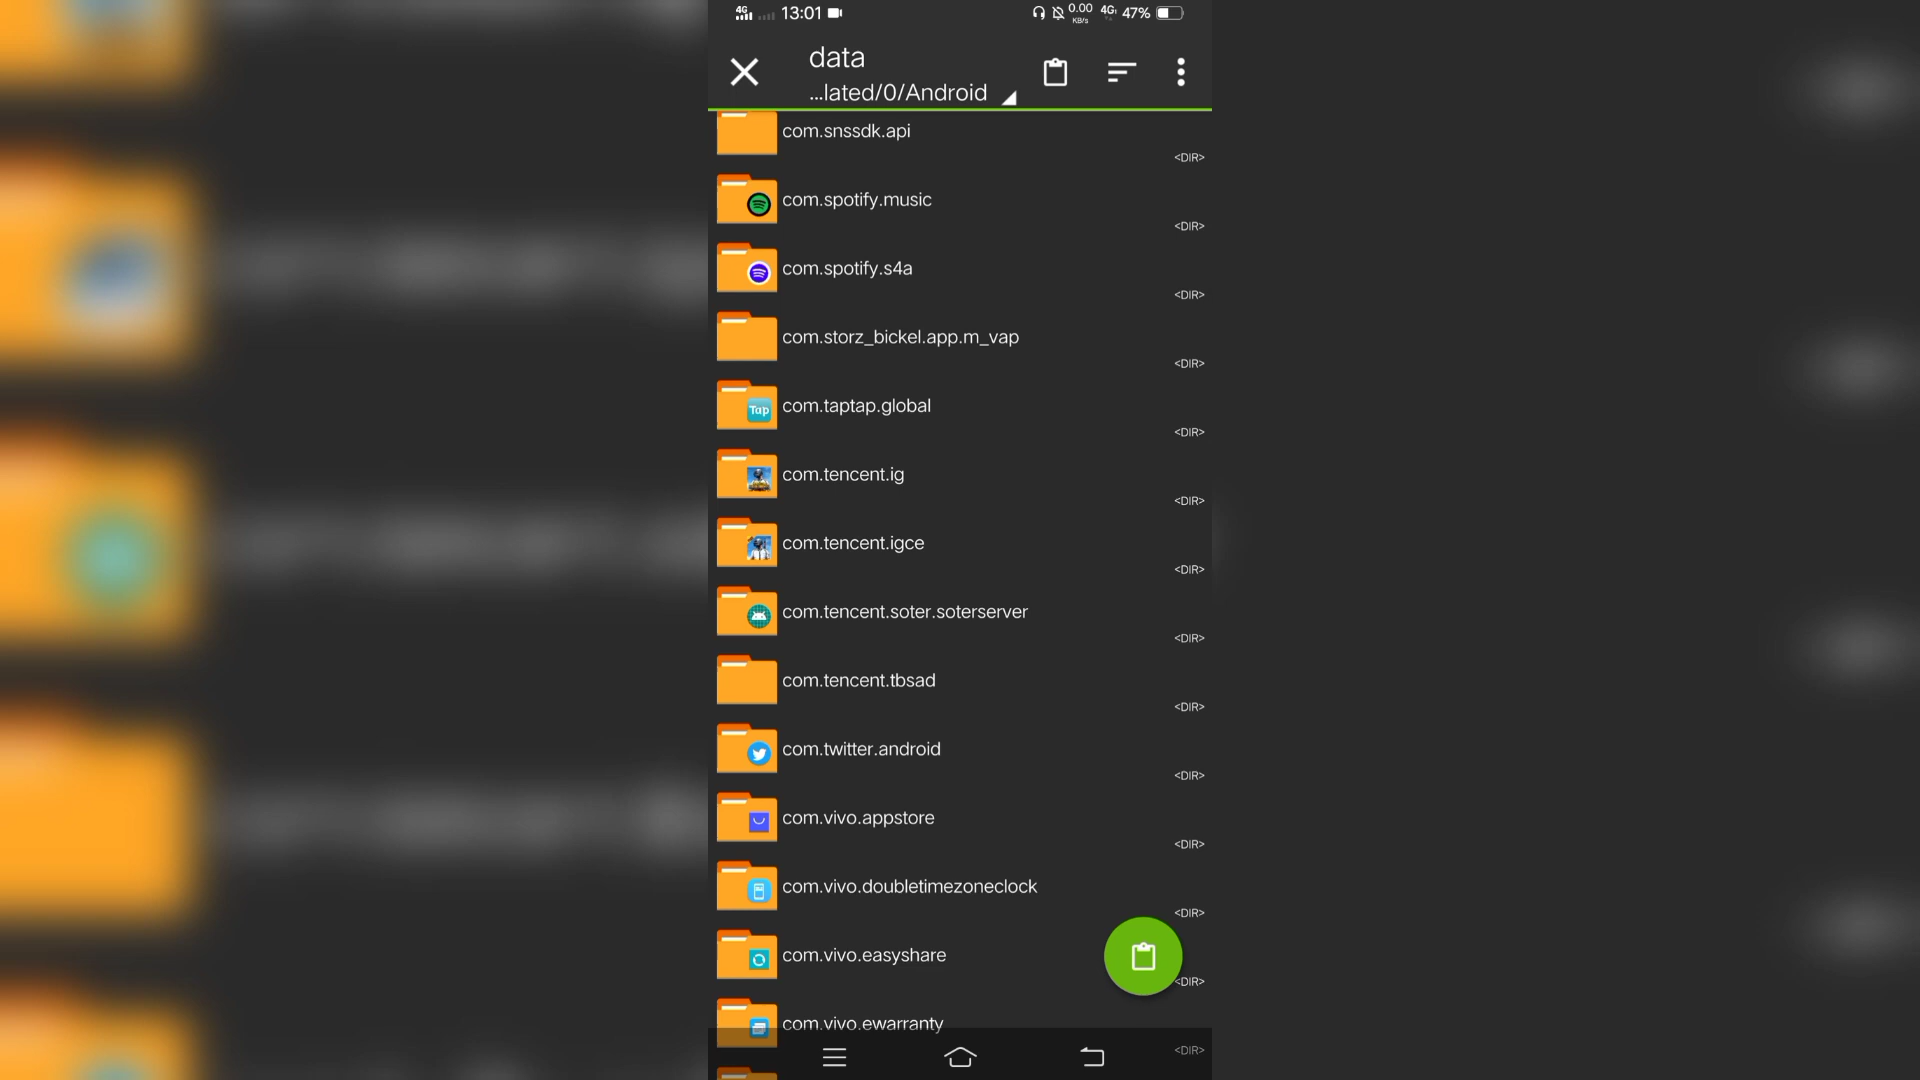 4G 13:01 0.00 KB/s 4G 47%
data
...lated/0/Android
com.snssdk.api
<DIR>
com.spotify.music
<DIR>
com.spotify.s4a
<DIR>
com.storz_bickel.app.m_vap
<DIR>
Tap com.taptap.global
<DIR>
com.tencent.ig
<DIR>
com.tencent.igce
<DIR>
com.tencent.soter.soterserver
<DIR>
com.tencent.tbsad
<DIR>
com.twitter.android
<DIR>
com.vivo.appstore
<DIR>
com.vivo.doubletimezoneclock
<DIR>
com.vivo.easyshare
<DIR>
com.vivo.ewarranty
<DIR>